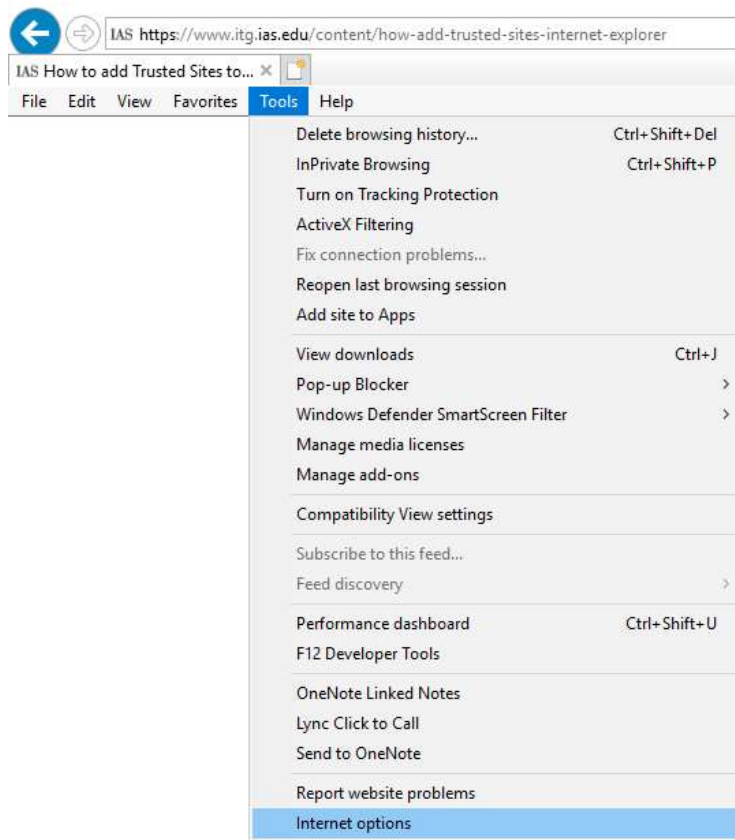 IAS https://www.itg.ias.edu/content/how-add-trusted-sites-internet-explorer
IAS How to add Trusted Sites to...
File Edit View Favorites Tools Help
Delete browsing history... Ctrl+Shift+Del
InPrivate Browsing Ctrl+Shift+P
Turn on Tracking Protection
ActiveX Filtering
Fix connection problems...
Reopen last browsing session
Add site to Apps
View downloads Ctrl+J
Pop-up Blocker
Windows Defender SmartScreen Filter
Manage media licenses
Manage add-ons
Compatibility View settings
Subscribe to this feed...
Feed discovery
Performance dashboard Ctrl+Shift+U
F12 Developer Tools
OneNote Linked Notes
Lync Click to Call
Send to OneNote
Report website problems
Internet options